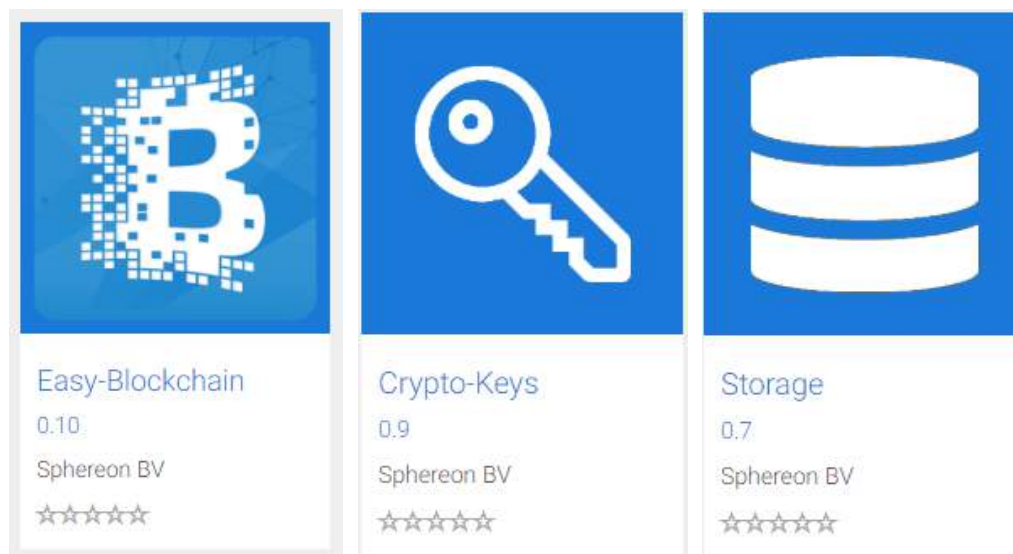 Easy-Blockchain
0.10
Sphereon BV
Crypto-Keys
0.9
Sphereon BV
Storage
0.7
Sphereon BV